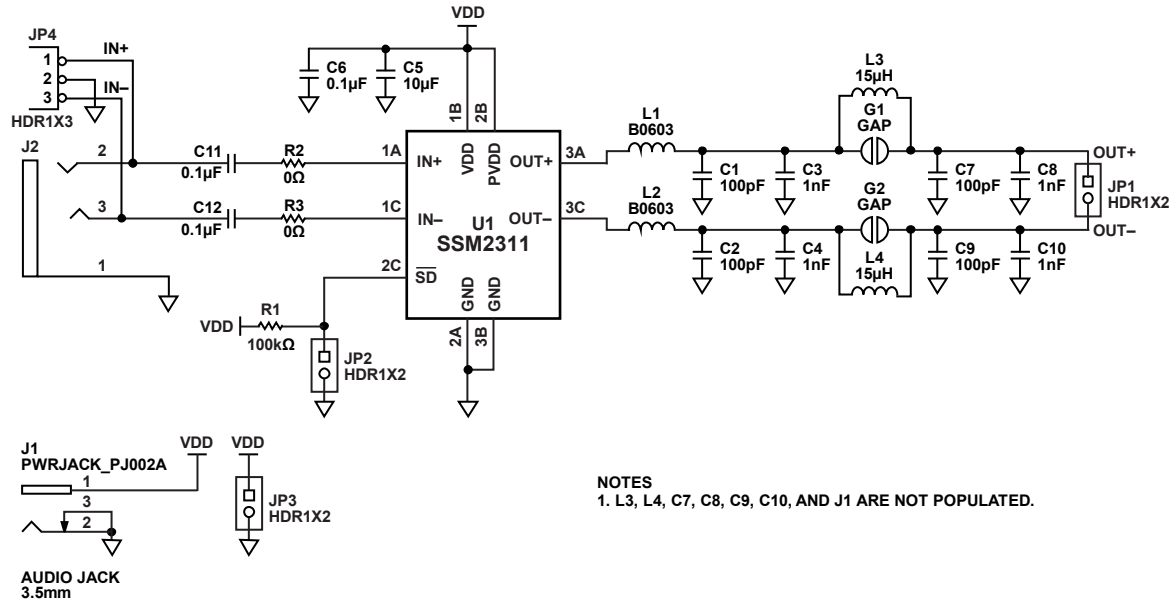 VDD
JP4
1
2
3
IN+
IN–
HDR1X3
C6
0.1µF
C5
10µF
1B
2B
J2
2
3
1
C11
0.1µF
R2
0Ω
C12
0.1µF
R3
0Ω
1A
1C
2C
IN+
IN–
SD
VDD
PVDD
OUT+
OUT–
U1
SSM2311
GND
GND
2A
3B
3A
3C
R1
VDD
100kΩ
JP2
HDR1X2
L1
B0603
L2
B0603
C1
100pF
C3
1nF
C2
100pF
C4
1nF
L3
15µH
G1
GAP
G2
GAP
L4
15µH
C7
100pF
C8
1nF
C9
100pF
C10
1nF
OUT+
JP1
HDR1X2
OUT–
J1
PWRJACK_PJ002A
1
3
2
VDD
VDD
JP3
HDR1X2
AUDIO JACK
3.5mm
NOTES
1. L3, L4, C7, C8, C9, C10, AND J1 ARE NOT POPULATED.